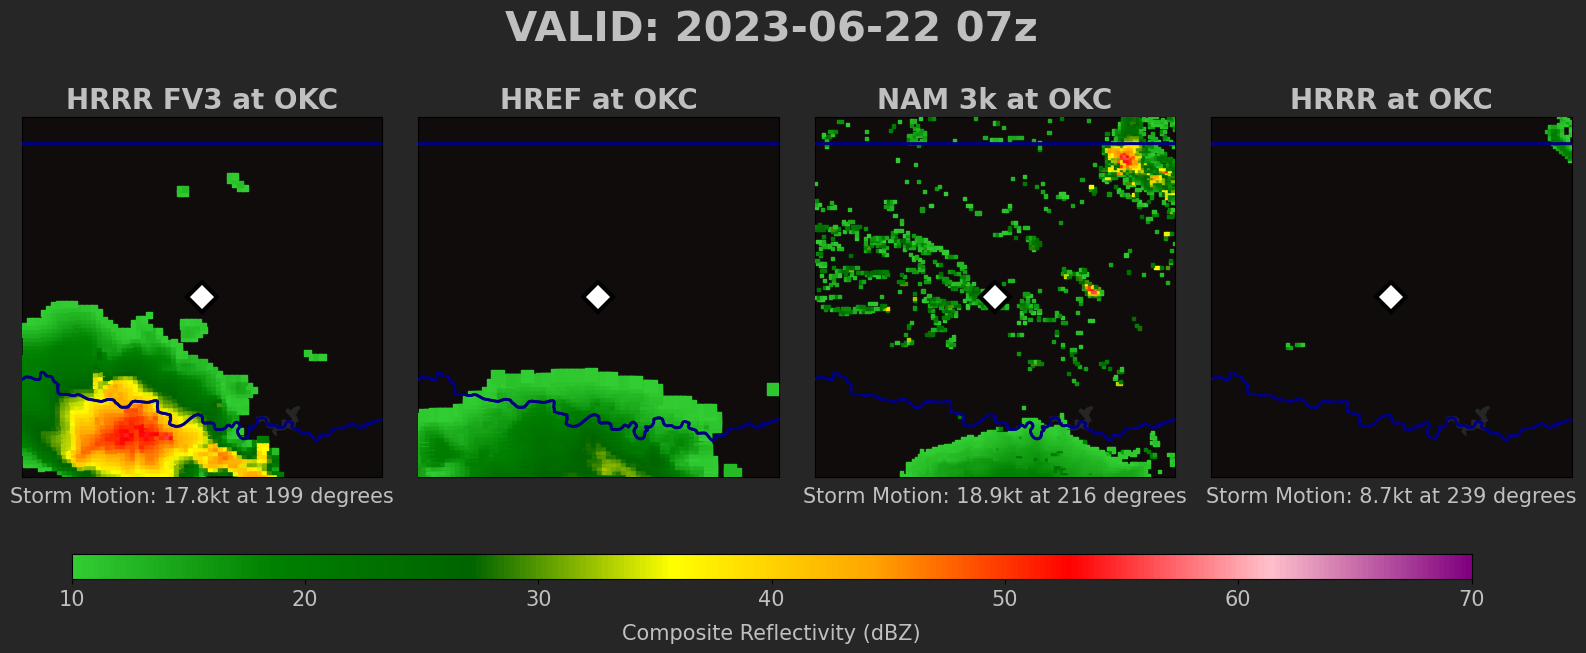 VALID: 2023-06-22 07z
HRRR FV3 at OKC
HREF at OKC
NAM 3k at OKC
HRRR at OKC
Storm Motion: 17.8kt at 199 degrees
Storm Motion: 18.9kt at 216 degrees
Storm Motion: 8.7kt at 239 degrees
10 20 30 40 50 60 70
Composite Reflectivity (dBZ)